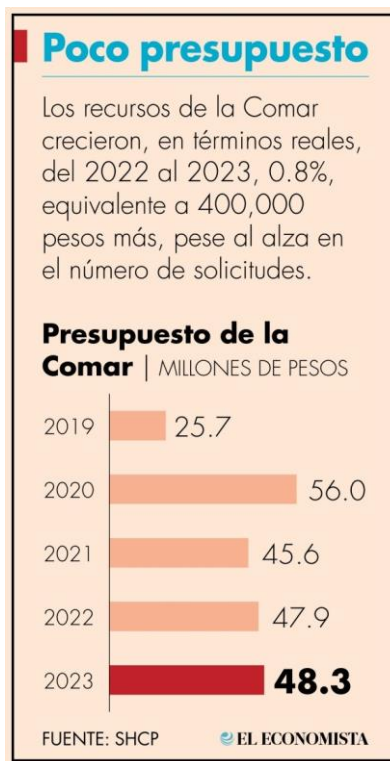 Poco presupuesto
Los recursos de la Comar
crecieron, en términos reales,
del 2022 al 2023, 0.8%,
equivalente a 400,000
pesos más, pese al alza en
el número de solicitudes.
Presupuesto de la
Comar | MILLONES DE PESOS
2019 25.7
2020 56.0
2021 45.6
2022 47.9
2023 48.3
FUENTE: SHCP EL ECONOMISTA